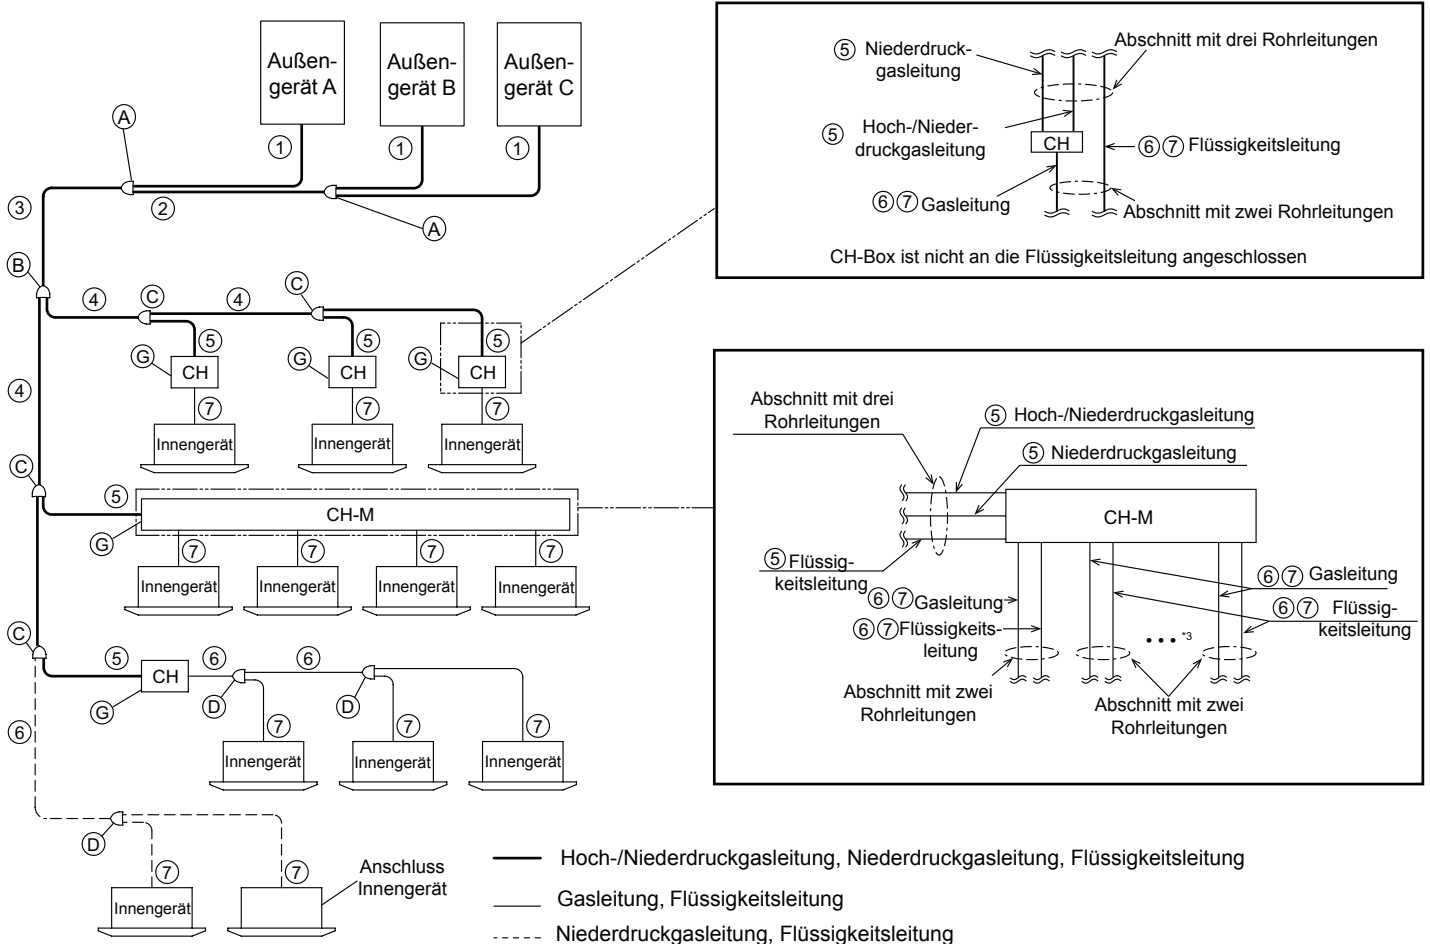 Außen-
gerät A
Außen-
gerät B
Außen-
gerät C
A
1
1
1
3
2
A
B
4
C
4
C
5
5
5
G
CH
G
CH
G
CH
4
7
7
7
Innengerät
Innengerät
Innengerät
C
5
CH-M
G
7
7
7
7
Innengerät
Innengerät
Innengerät
Innengerät
C
5
CH
6
6
G
D
D
6
7
7
7
Innengerät
Innengerät
Innengerät
D
7
7
Anschluss
Innengerät
Innengerät
5 Niederdruck-
gasleitung
Abschnitt mit drei Rohrleitungen
5 Hoch-/Nieder-
druckgasleitung
CH
6 7 Flüssigkeitsleitung
6 7 Gasleitung
Abschnitt mit zwei Rohrleitungen
CH-Box ist nicht an die Flüssigkeitsleitung angeschlossen
Abschnitt mit drei
Rohrleitungen
5 Hoch-/Niederdruckgasleitung
5 Niederdruckgasleitung
CH-M
5 Flüssig-
keitsleitung
6 7 Gasleitung
6 7 Gasleitung
6 7 Flüssigkeits-
leitung
6 7 Flüssig-
keitsleitung
• • • *3
Abschnitt mit zwei
Rohrleitungen
Abschnitt mit zwei
Rohrleitungen
Hoch-/Niederdruckgasleitung, Niederdruckgasleitung, Flüssigkeitsleitung
Gasleitung, Flüssigkeitsleitung
Niederdruckgasleitung, Flüssigkeitsleitung